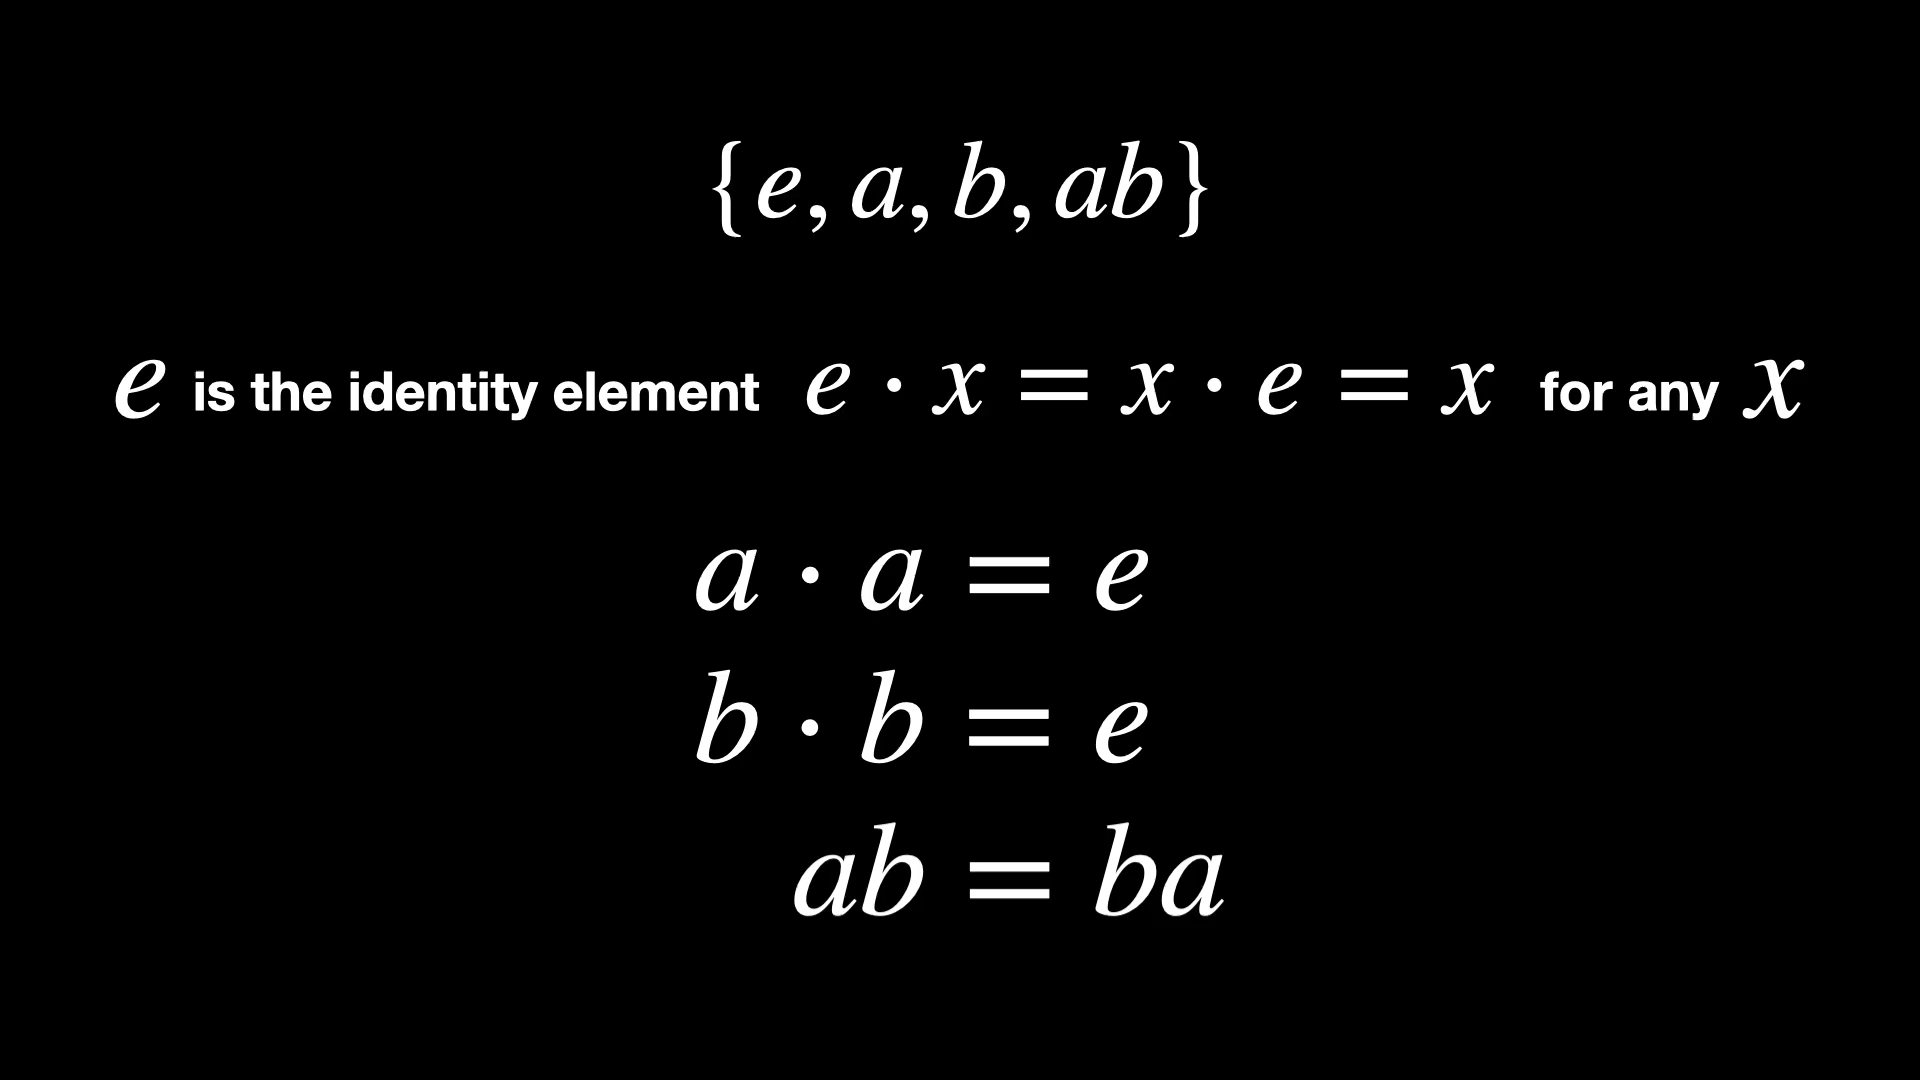 {e, a, b, ab}
e is the identity element e · x = x · e = x for any x
a · a = e
b · b = e
ab = ba